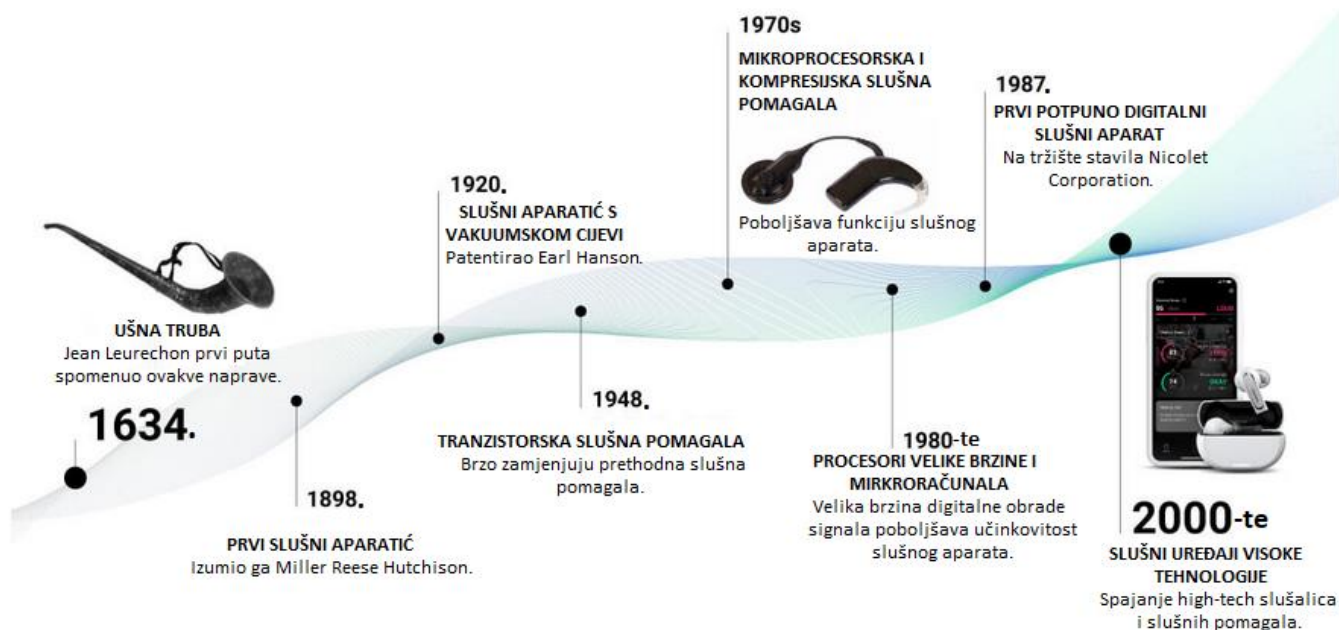 1634.
UŠNA TRUBA
Jean Leurechon prvi puta
spomenuo ovakve naprave.
1898.
PRVI SLUŠNI APARATIĆ
Izumio ga Miller Reese Hutchison.
1920.
SLUŠNI APARATIĆ S
VAKUUMSKOM CIJEVI
Patentirao Earl Hanson.
1948.
TRANZISTORSKA SLUŠNA POMAGALA
Brzo zamjenjuju prethodna slušna
pomagala.
1970s
MIKROPROCESORSKA I
KOMPRESIJSKA SLUŠNA
POMAGALA
Poboljšava funkciju slušnog
aparata.
1980-te
PROCESORI VELIKE BRZINE I
MIRKRORAČUNALA
Velika brzina digitalne obrade
signala poboljšava učinkovitost
slušnog aparata.
1987.
PRVI POTPUNO DIGITALNI
SLUŠNI APARAT
Na tržište stavila Nicolet
Corporation.
2000-te
SLUŠNI UREĐAJI VISOKE
TEHNOLOGIJE
Spajanje high-tech slušalica
i slušnih pomagala.